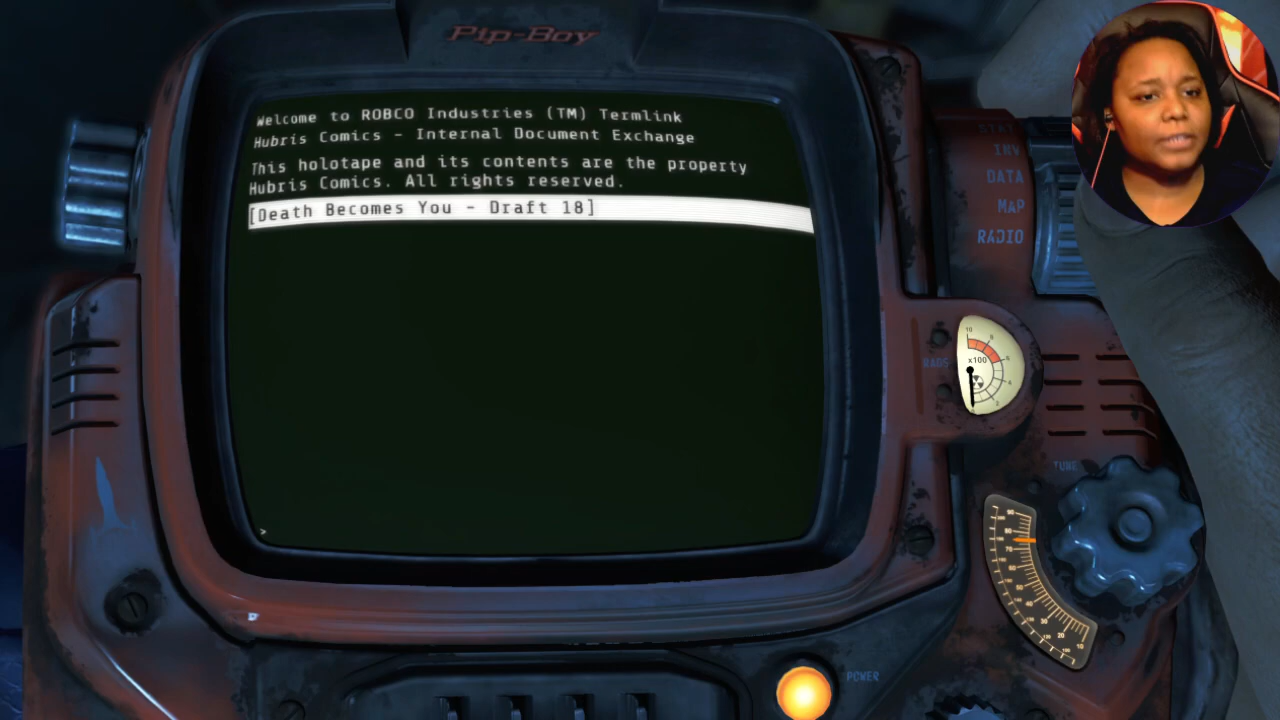 Pip-Boy
Welcome to ROBCO Industries (TM) Termlink
Hubris Comics - Internal Document Exchange
This holotape and its contents are the property
Hubris Comics. All rights reserved.
[Death Becomes You - Draft 18]
>
STAT
INV
DATA
MAP
RADIO
RADS
x100
TUNE
POWER